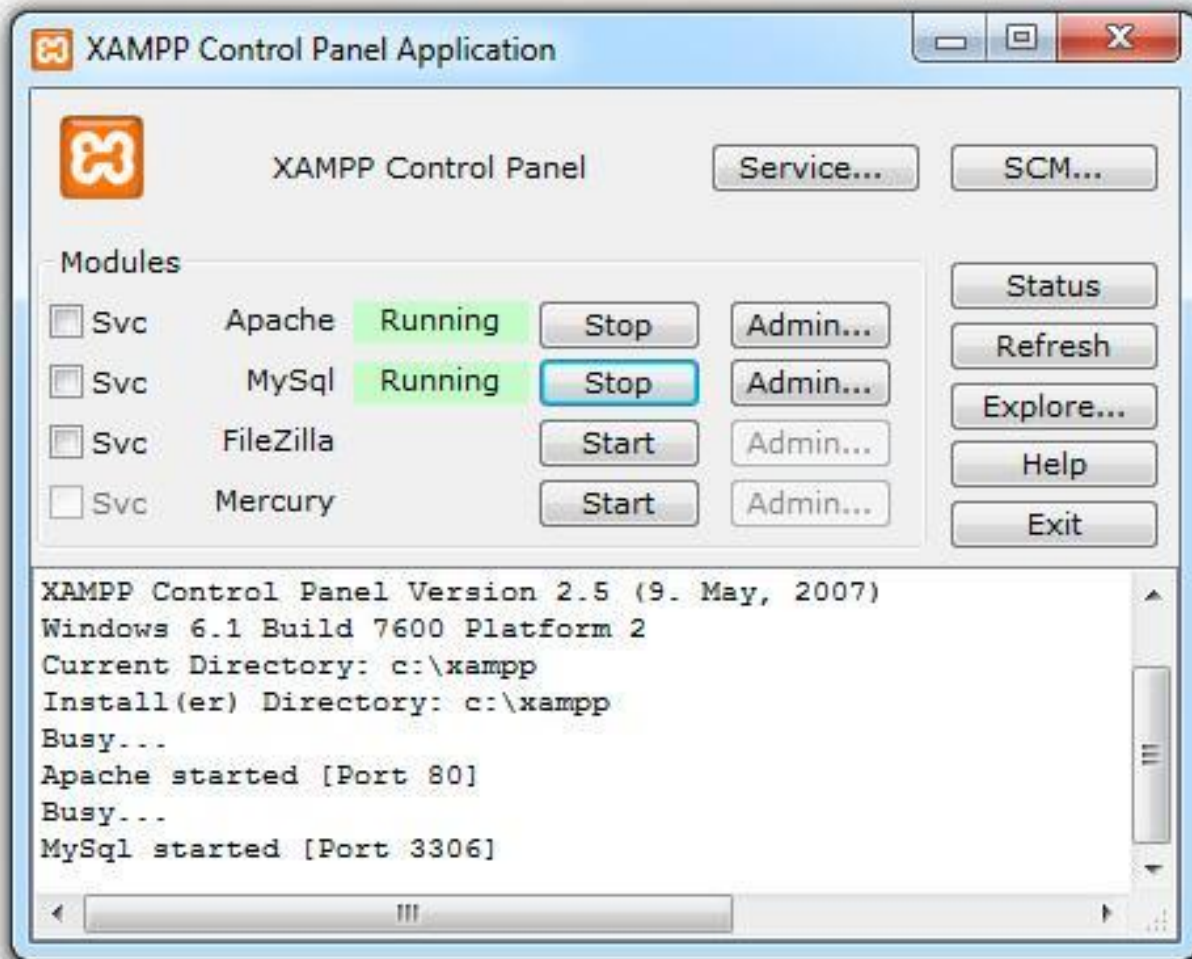 XAMPP Control Panel Application
XAMPP Control Panel Service... SCM...
Modules
Svc Apache Running Stop Admin...
Svc MySql Running Stop Admin...
Svc FileZilla Start Admin...
Svc Mercury Start Admin...
Status
Refresh
Explore...
Help
Exit
XAMPP Control Panel Version 2.5 (9. May, 2007)
Windows 6.1 Build 7600 Platform 2
Current Directory: c:\xampp
Install(er) Directory: c:\xampp
Busy...
Apache started [Port 80]
Busy...
MySql started [Port 3306]